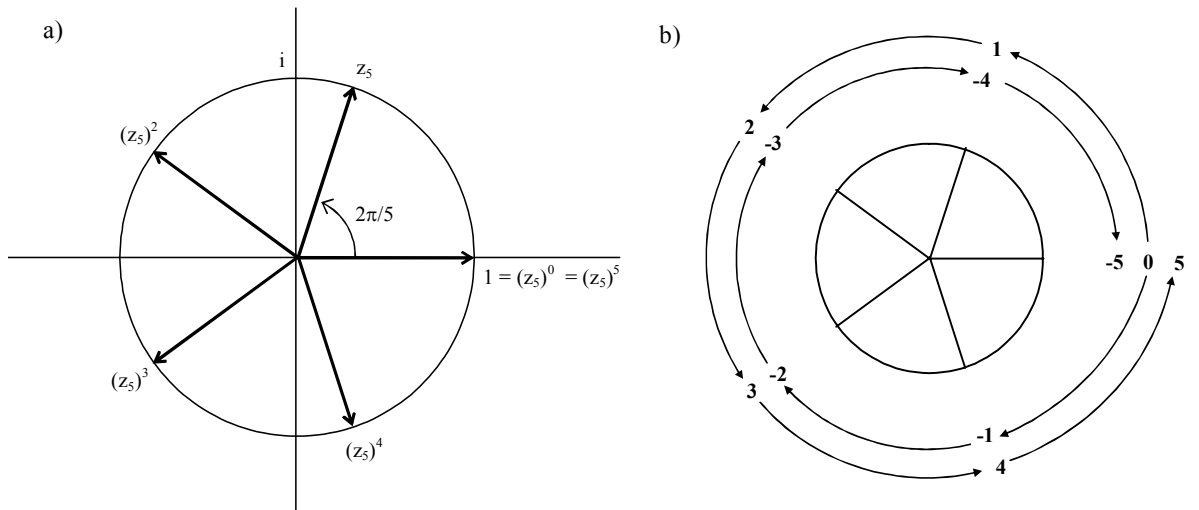 a)
i
z₅
(z₅)²
2π/5
1 = (z₅)⁰ = (z₅)⁵
(z₅)³
(z₅)⁴
b)
1
-4
2
-3
-5 0 5
-2
3
-1
4